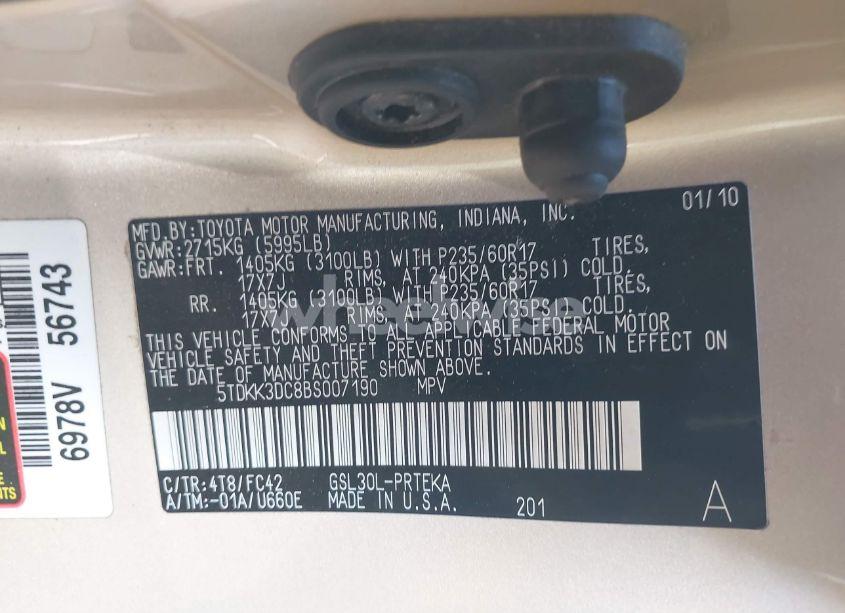 MFD.BY:TOYOTA MOTOR MANUFACTURING, INDIANA, INC. 01/10
GVWR:2715KG (5995LB)
GAWR:FRT. 1405KG (3100LB) WITH P235/60R17 TIRES,
17X7J RIMS, AT 240KPA (35PSI) COLD.
RR. 1405KG (3100LB) WITH P235/60R17 TIRES,
17X7J RIMS, AT 240KPA (35PSI) COLD.
THIS VEHICLE CONFORMS TO ALL APPLICABLE FEDERAL MOTOR
VEHICLE SAFETY AND THEFT PREVENTION STANDARDS IN EFFECT ON
THE DATE OF MANUFACTURE SHOWN ABOVE.
5TDKK3DC8BS007190 MPV
C/TR:4T8/FC42 GSL30L-PRTEKA
A/TM:-01A/U660E MADE IN U.S.A. 201 A
6978V 56743
wheelwise